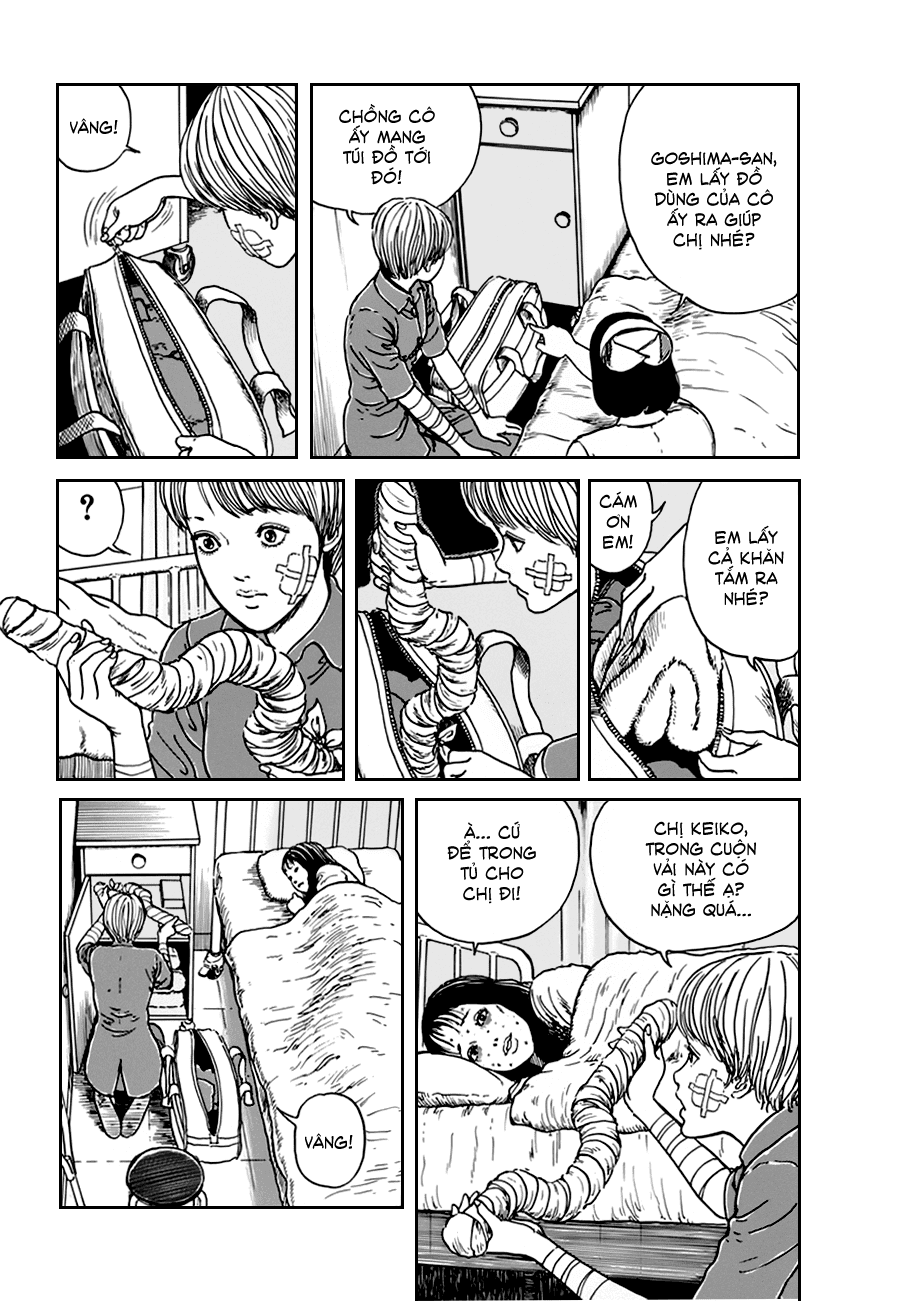 GOSHIMA-SAN,
EM LẤY ĐỒ
DÙNG CỦA CÔ
ẤY RA GIÚP
CHỊ NHÉ?
CHỒNG CÔ
ẤY MANG
TÚI ĐỒ TỚI
ĐÓ!
VÂNG!
EM LẤY
CẢ KHĂN
TẮM RA
NHÉ?
CÁM
ƠN
EM!
?
CHỊ KEIKO,
TRONG CUỘN
VẢI NÀY CÓ
GÌ THẾ Ạ?
NẶNG QUÁ...
À... CỨ
ĐỂ TRONG
TỦ CHO
CHỊ ĐI!
VÂNG!